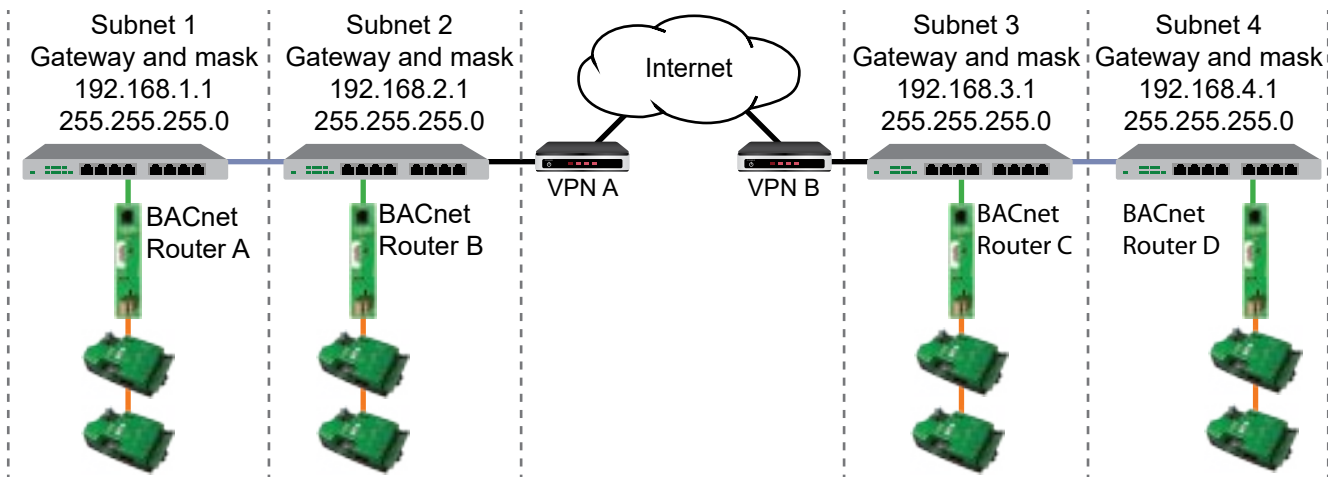 Subnet 1
Gateway and mask
192.168.1.1
255.255.255.0
Subnet 2
Gateway and mask
192.168.2.1
255.255.255.0
Internet
Subnet 3
Gateway and mask
192.168.3.1
255.255.255.0
Subnet 4
Gateway and mask
192.168.4.1
255.255.255.0
VPN A
VPN B
BACnet
Router A
BACnet
Router B
BACnet
Router C
BACnet
Router D